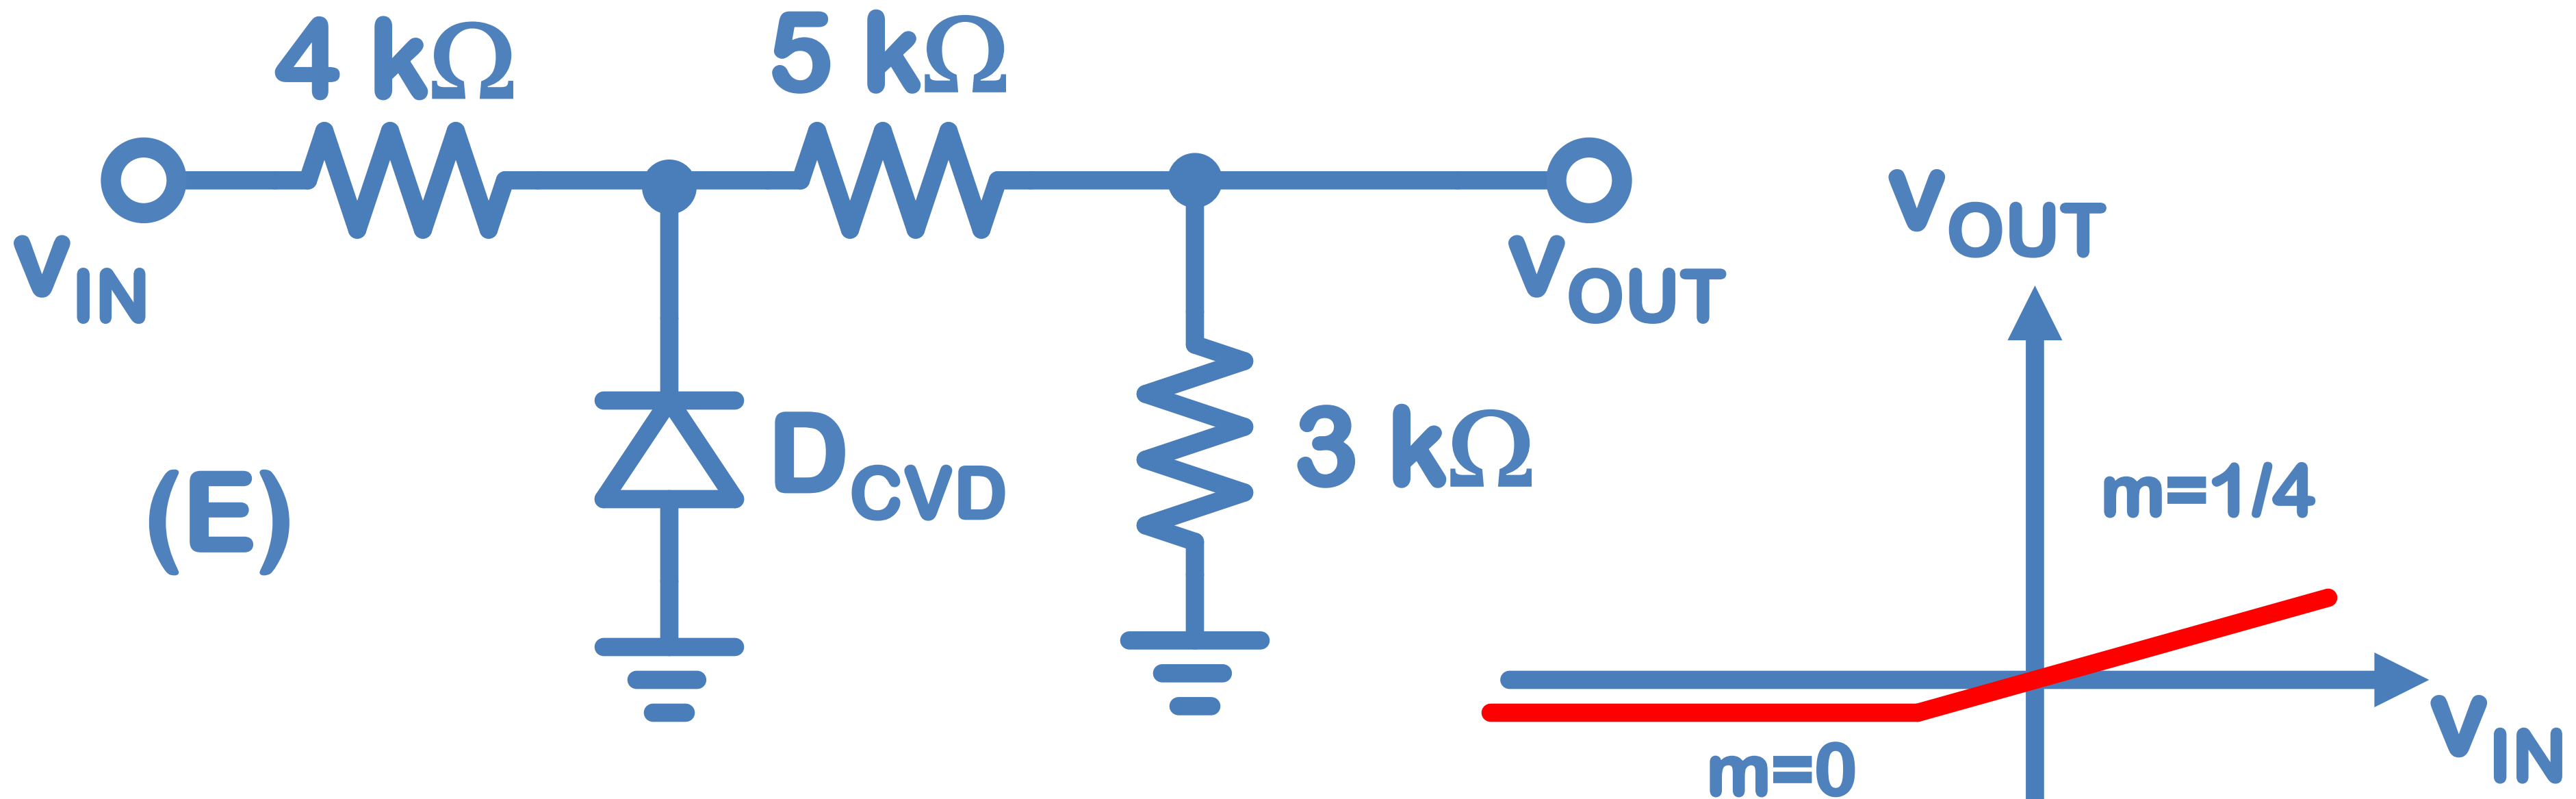 4 kΩ
5 kΩ
vIN
vOUT
vOUT
(E)
DCVD
3 kΩ
m=1/4
vIN
m=0